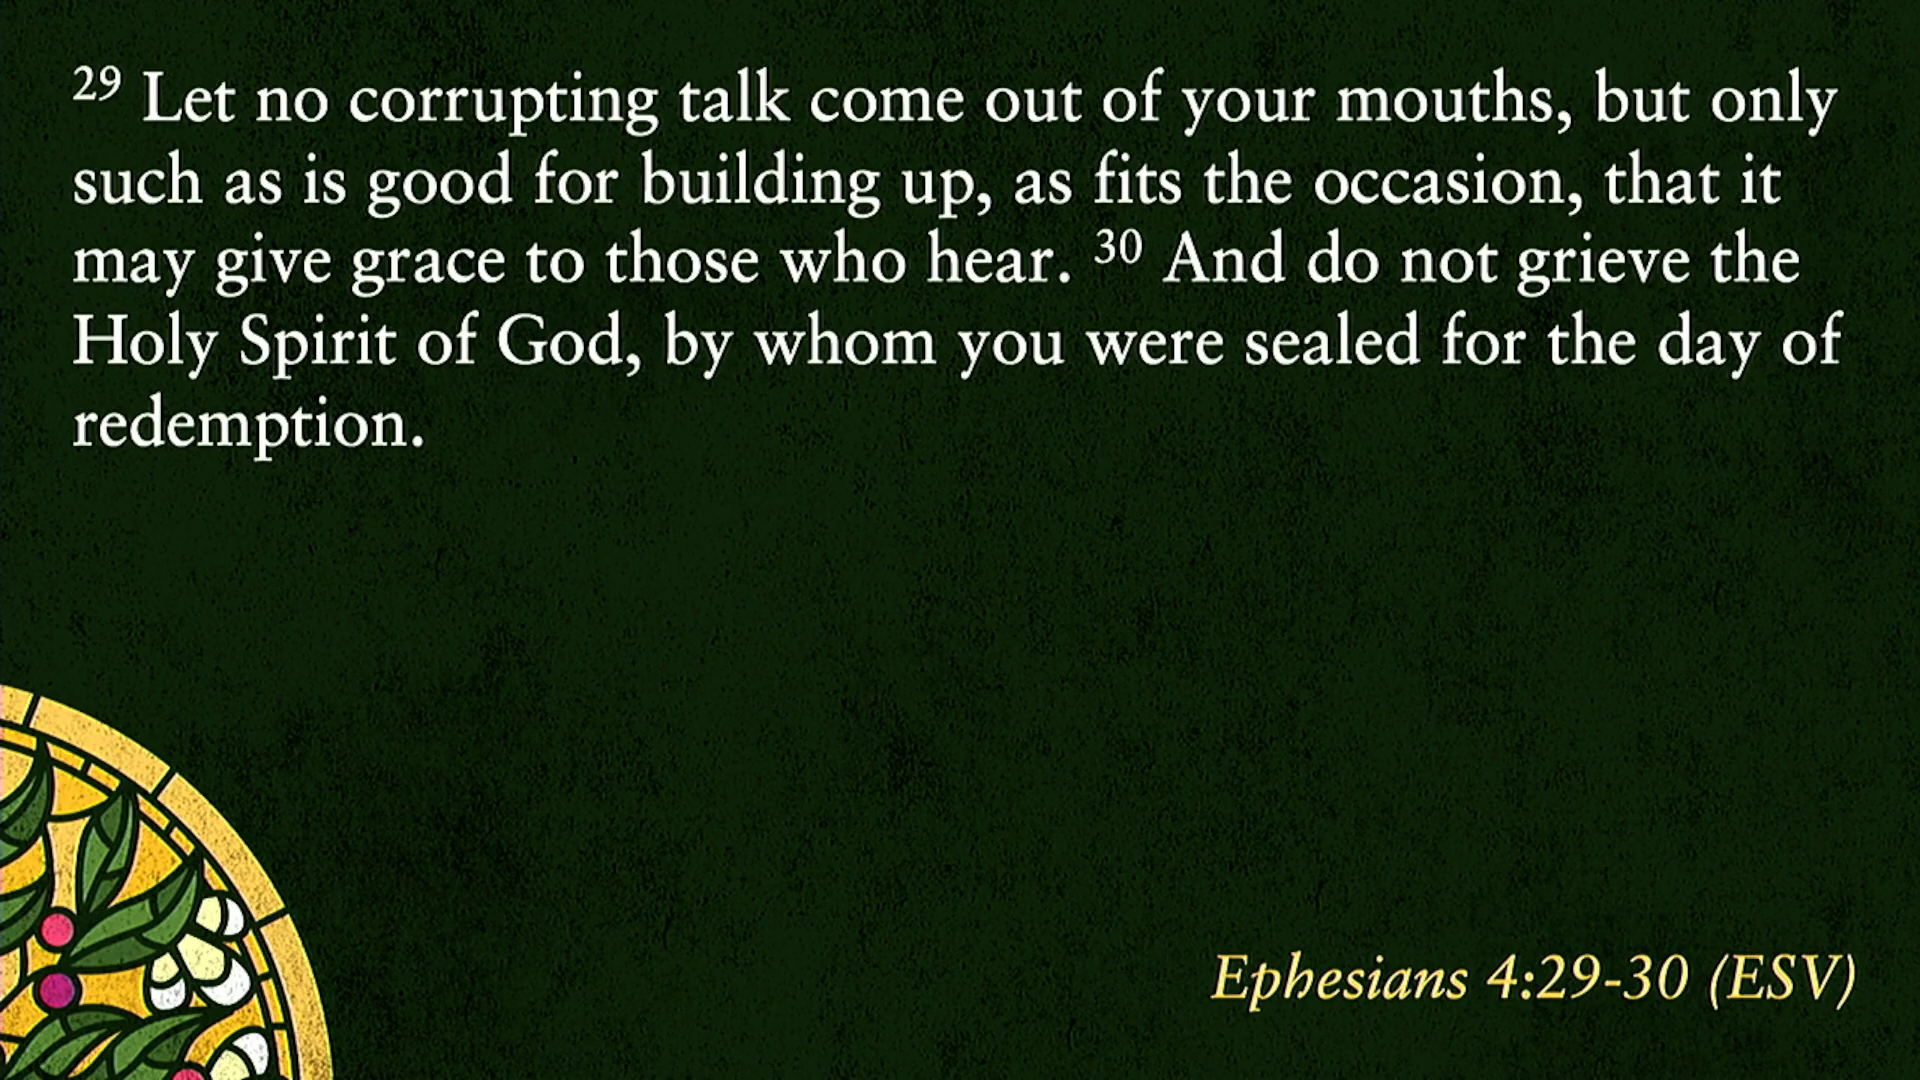 29 Let no corrupting talk come out of your mouths, but only
such as is good for building up, as fits the occasion, that it
may give grace to those who hear. 30 And do not grieve the
Holy Spirit of God, by whom you were sealed for the day of
redemption.
Ephesians 4:29-30 (ESV)